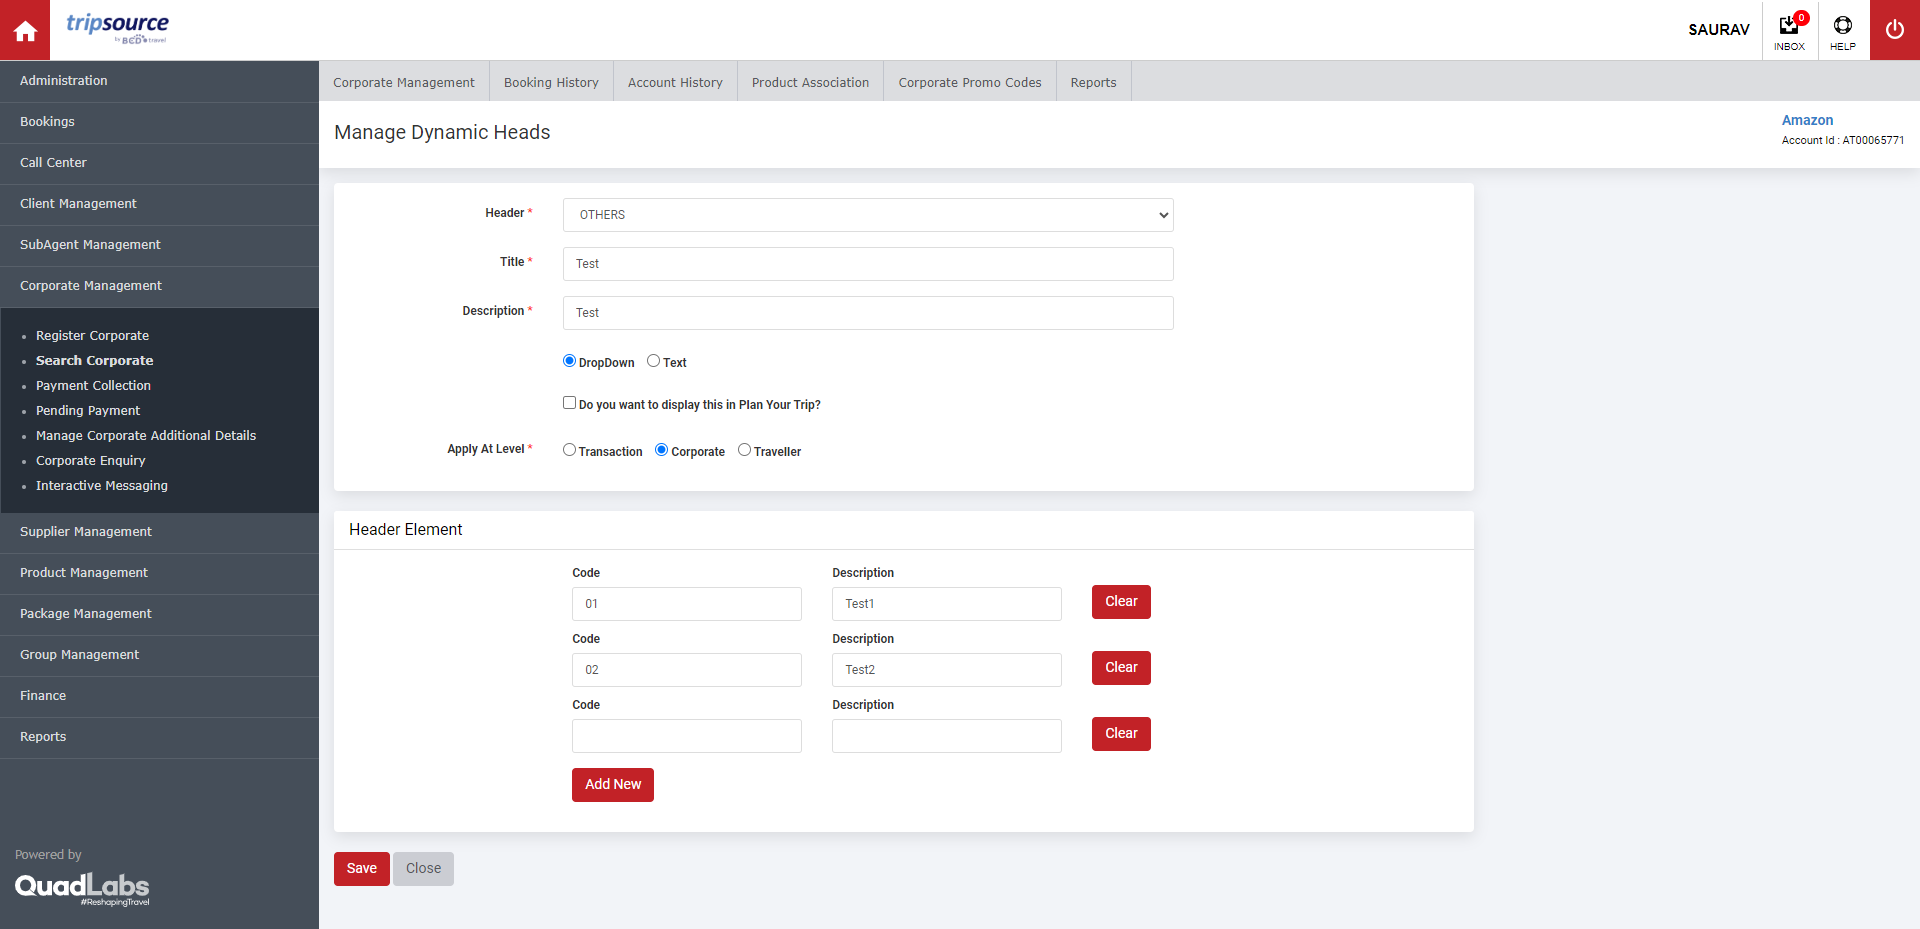 tripsource
by BCD travel
SAURAV
0
INBOX
HELP
Administration
Bookings
Call Center
Client Management
SubAgent Management
Corporate Management
Register Corporate
Search Corporate
Payment Collection
Pending Payment
Manage Corporate Additional Details
Corporate Enquiry
Interactive Messaging
Supplier Management
Product Management
Package Management
Group Management
Finance
Reports
Powered by
QuadLabs
#ReshapingTravel
Corporate Management Booking History Account History Product Association Corporate Promo Codes Reports
Manage Dynamic Heads
Amazon
Account Id : AT00065771
Header * OTHERS
Title * Test
Description * Test
DropDown Text
Do you want to display this in Plan Your Trip?
Apply At Level * Transaction Corporate Traveller
Header Element
Code Description
01 Test1 Clear
Code Description
02 Test2 Clear
Code Description
Clear
Add New
Save Close